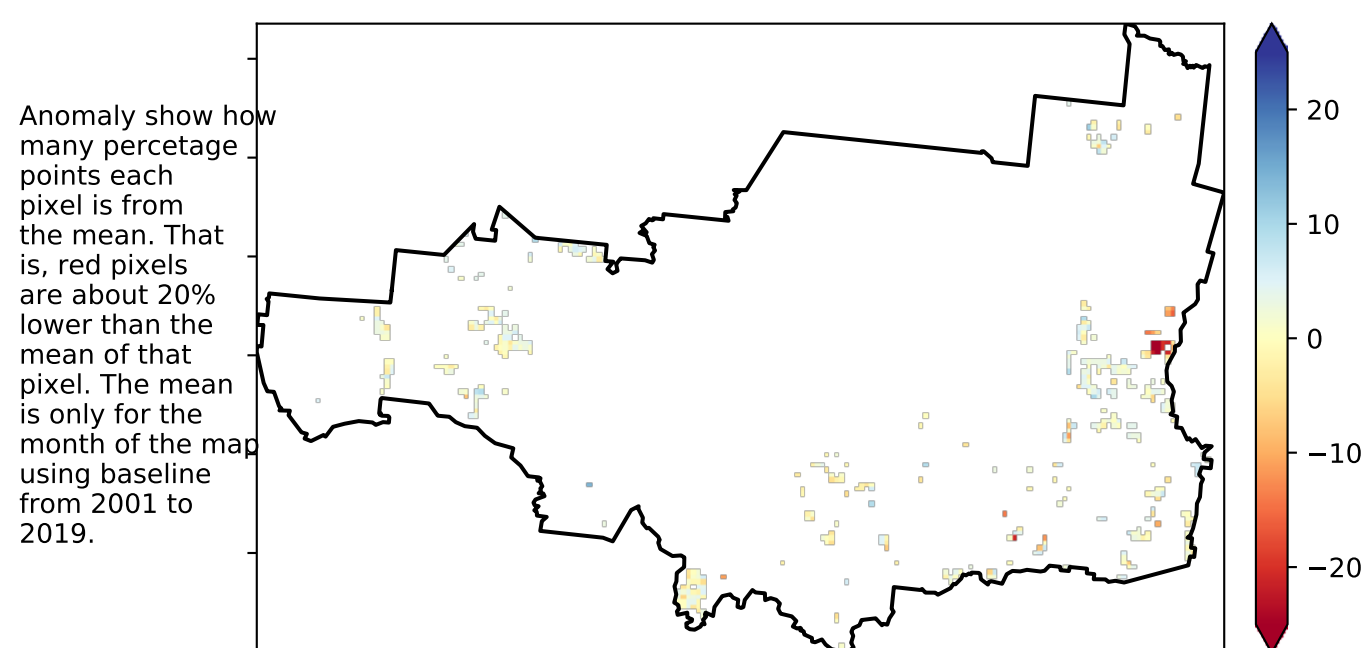 Anomaly show how
many percetage
points each
pixel is from
the mean. That
is, red pixels
are about 20%
lower than the
mean of that
pixel. The mean
is only for the
month of the map
using baseline
from 2001 to
2019.
20
10
0
−10
−20